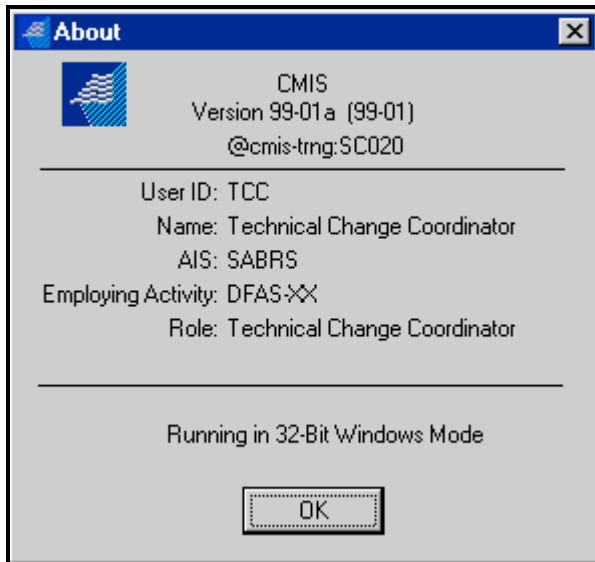 About
CMIS
Version 99-01a (99-01)
@cmis-trng:SC020
User ID: TCC
Name: Technical Change Coordinator
AIS: SABRS
Employing Activity: DFAS-XX
Role: Technical Change Coordinator
Running in 32-Bit Windows Mode
OK